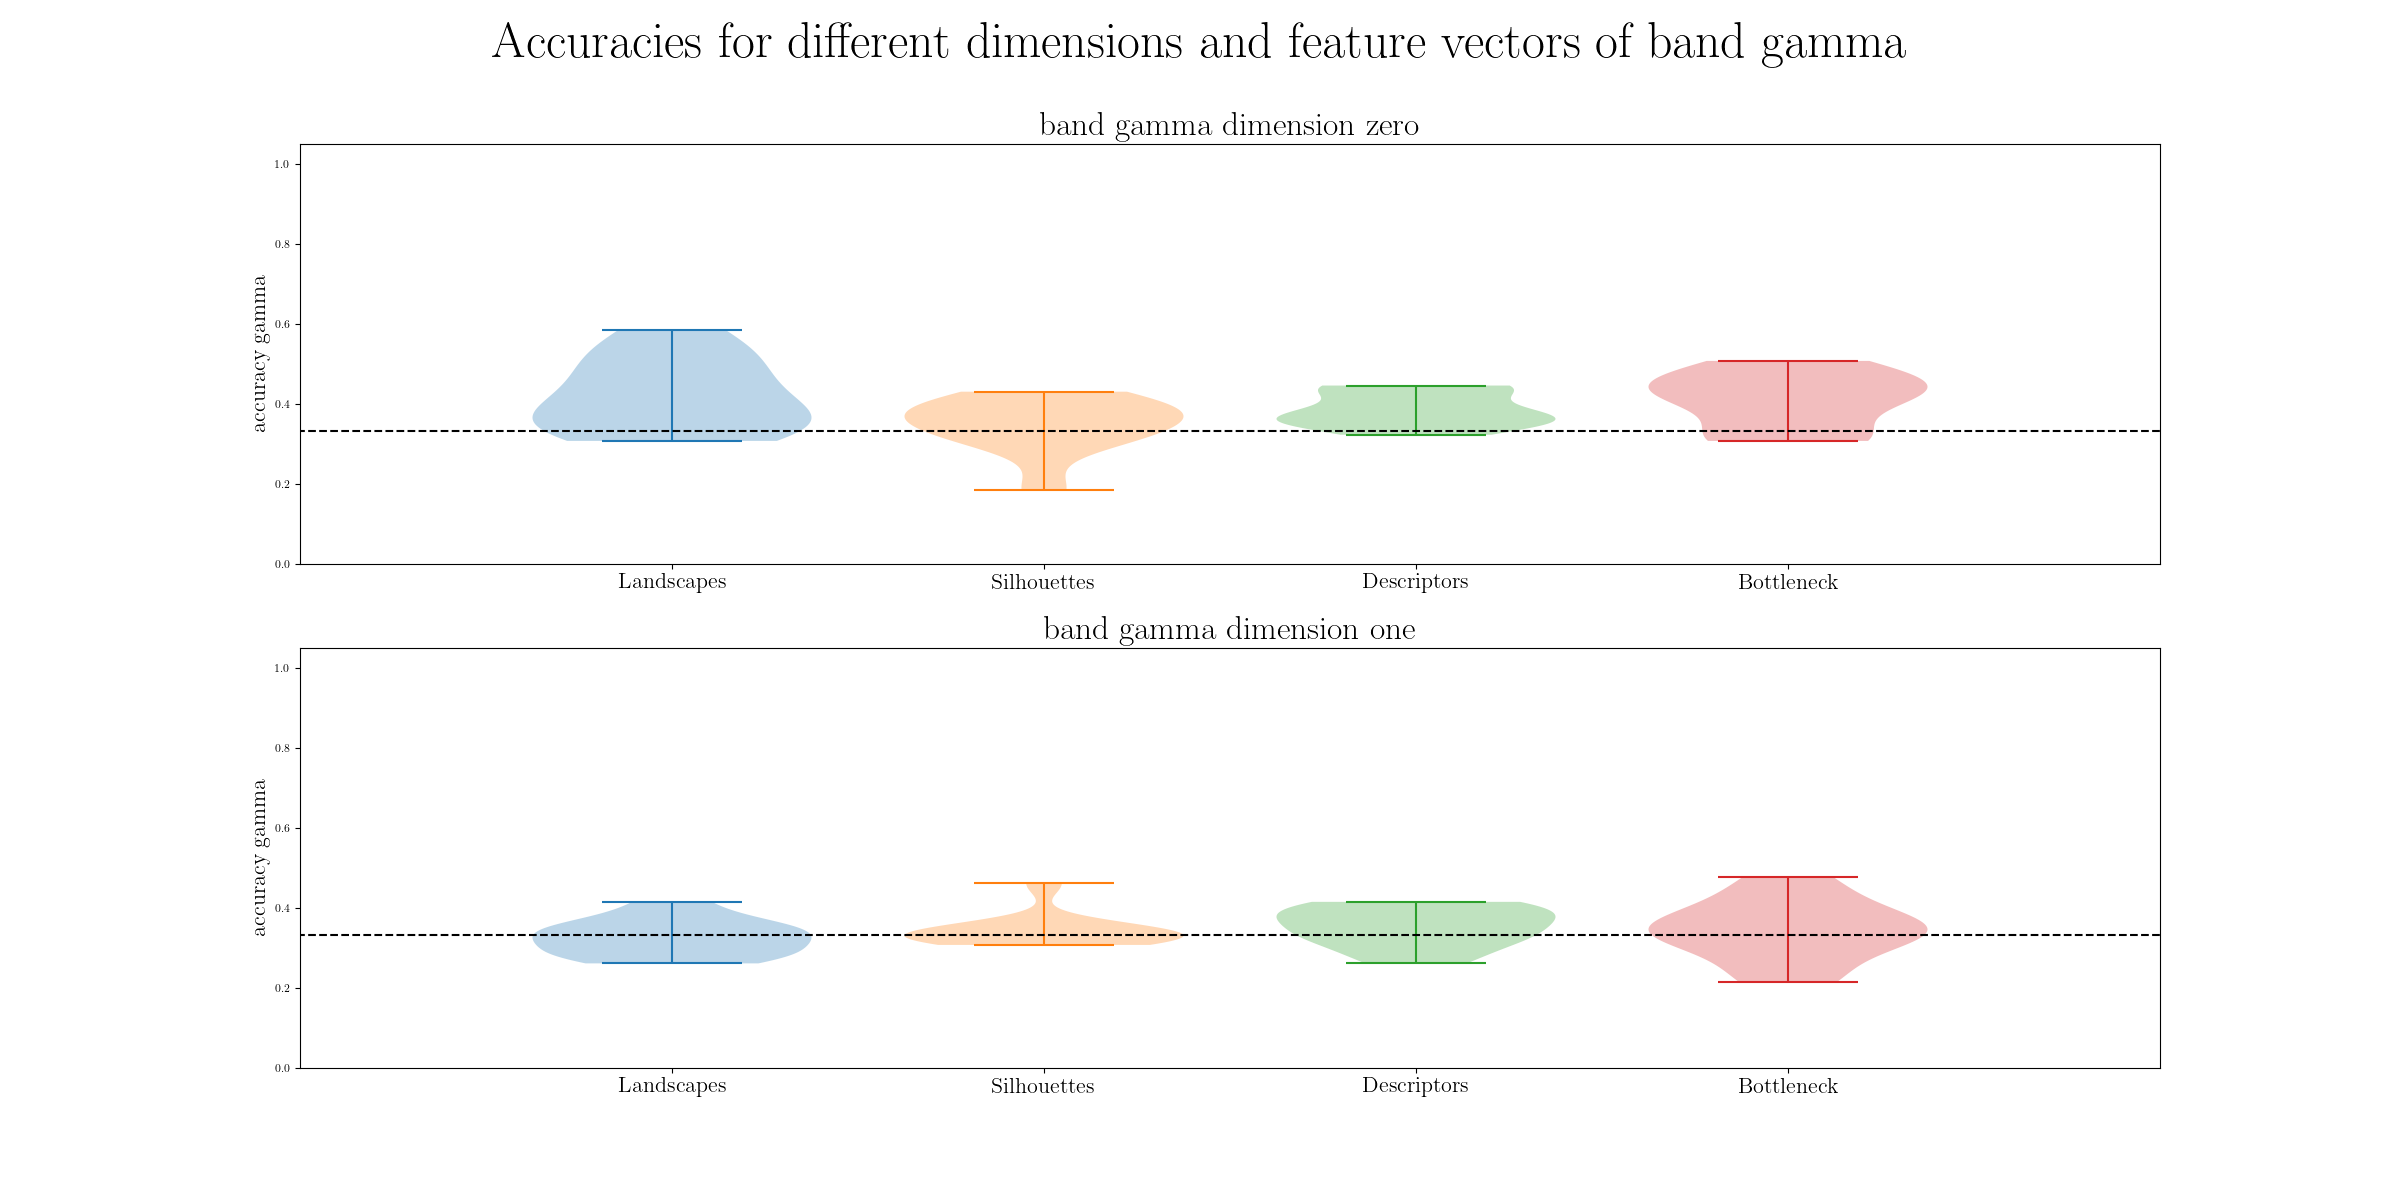 Accuracies for different dimensions and feature vectors of band gamma
band gamma dimension zero
accuracy gamma
1.0
0.8
0.6
0.4
0.2
0.0
Landscapes Silhouettes Descriptors Bottleneck
band gamma dimension one
accuracy gamma
1.0
0.8
0.6
0.4
0.2
0.0
Landscapes Silhouettes Descriptors Bottleneck